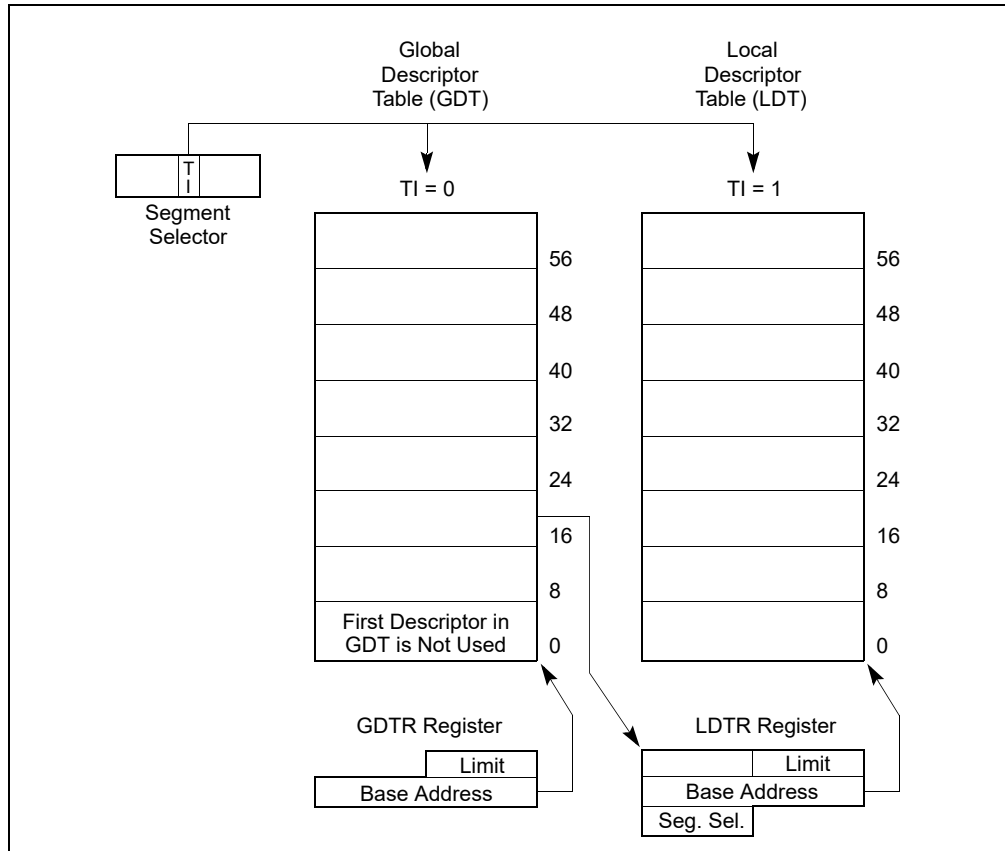 Global
Descriptor
Table (GDT)
Local
Descriptor
Table (LDT)
T
I
Segment
Selector
TI = 0
TI = 1
56
56
48
48
40
40
32
32
24
24
16
16
8
8
First Descriptor in
GDT is Not Used
0
0
GDTR Register
LDTR Register
Limit
Base Address
Limit
Base Address
Seg. Sel.